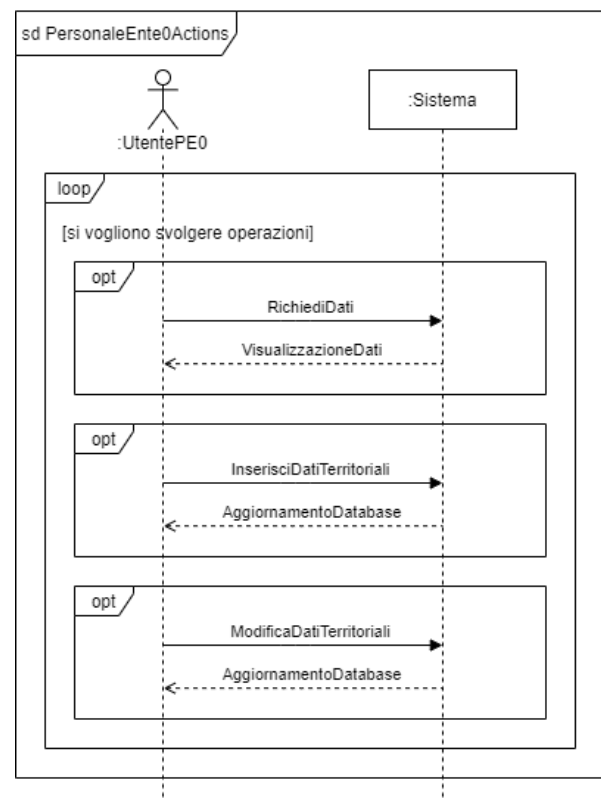 sd PersonaleEnte0Actions
:UtentePE0
:Sistema
loop
[si vogliono svolgere operazioni]
opt
RichiediDati
VisualizzazioneDati
opt
InserisciDatiTerritoriali
AggiornamentoDatabase
opt
ModificaDatiTerritoriali
AggiornamentoDatabase